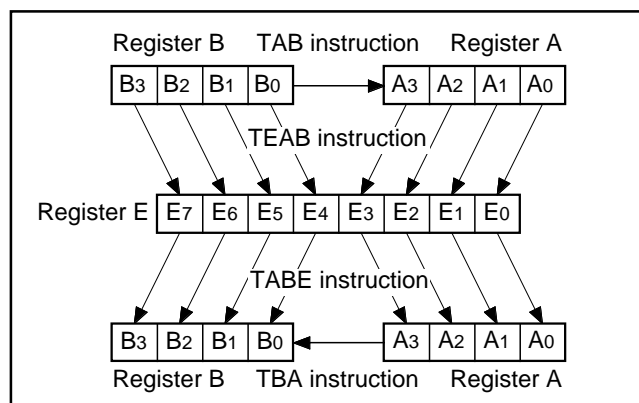 Register B TAB instruction Register A
B3 B2 B1 B0 A3 A2 A1 A0
TEAB instruction
Register E E7 E6 E5 E4 E3 E2 E1 E0
TABE instruction
B3 B2 B1 B0 A3 A2 A1 A0
Register B TBA instruction Register A